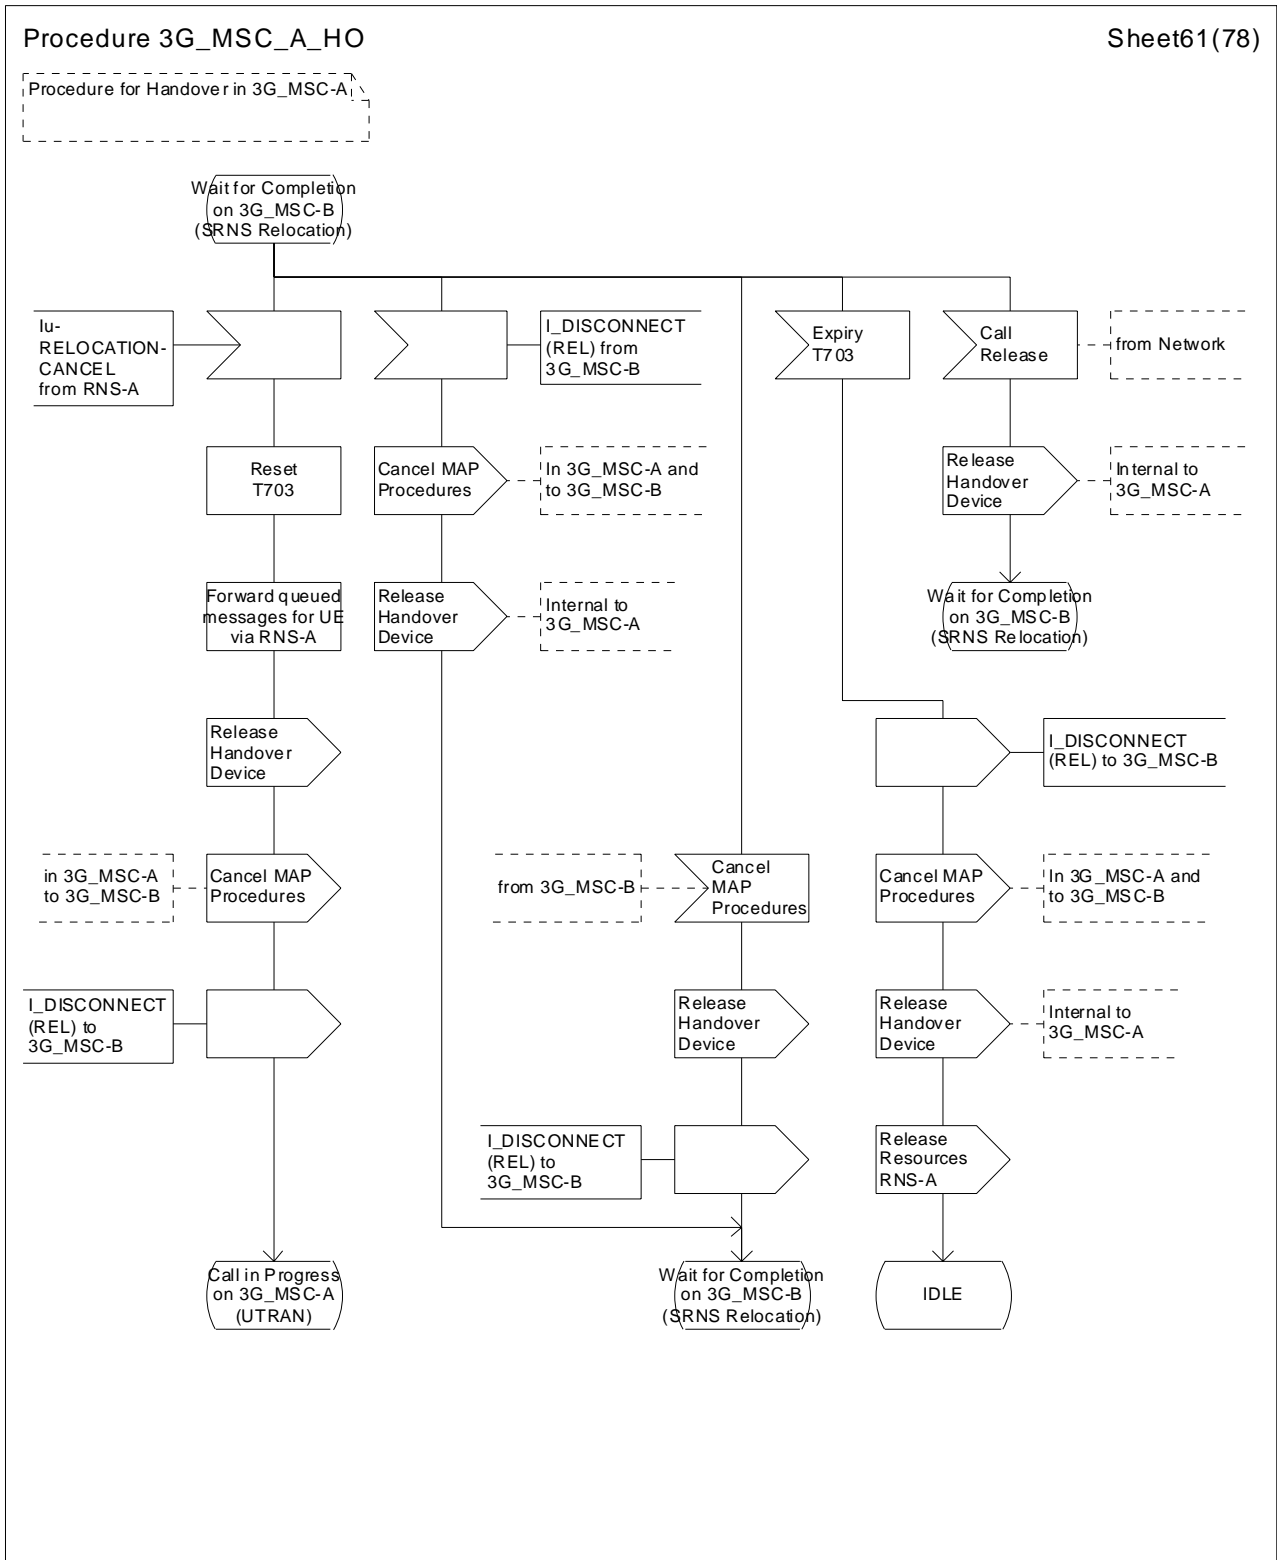 Procedure 3G_MSC_A_HO
Sheet61(78)
Procedure for Handover in 3G_MSC-A
Wait for Completion
on 3G_MSC-B
(SRNS Relocation)
Iu-
RELOCATION-
CANCEL
from RNS-A
I_DISCONNECT
(REL) from
3G_MSC-B
Expiry
T703
Call
Release
from Network
Reset
T703
Cancel MAP
Procedures
In 3G_MSC-A and
to 3G_MSC-B
Release
Handover
Device
Internal to
3G_MSC-A
Forward queued
messages for UE
via RNS-A
Release
Handover
Device
Internal to
3G_MSC-A
Wait for Completion
on 3G_MSC-B
(SRNS Relocation)
Release
Handover
Device
I_DISCONNECT
(REL) to 3G_MSC-B
in 3G_MSC-A
to 3G_MSC-B
Cancel MAP
Procedures
from 3G_MSC-B
Cancel
MAP
Procedures
Cancel MAP
Procedures
In 3G_MSC-A and
to 3G_MSC-B
I_DISCONNECT
(REL) to
3G_MSC-B
Release
Handover
Device
Release
Handover
Device
Internal to
3G_MSC-A
I_DISCONNECT
(REL) to
3G_MSC-B
Release
Resources
RNS-A
Call in Progress
on 3G_MSC-A
(UTRAN)
Wait for Completion
on 3G_MSC-B
(SRNS Relocation)
IDLE